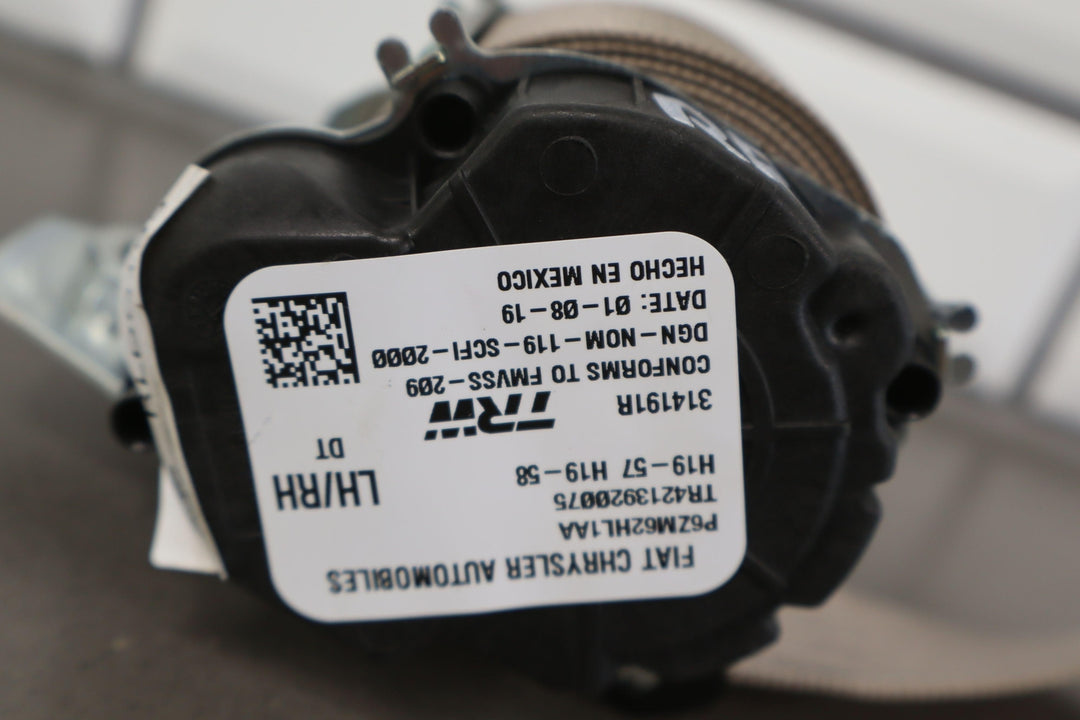 FIAT CHRYSLER AUTOMOBILES
P6ZM62HL1AA
TR4213920075
H19-57 H19-58
LH/RH
DT
314191R
TRW
CONFORMS TO FMVSS-209
DGN-NOM-119-SCFI-2000
DATE: 01-08-19
HECHO EN MEXICO